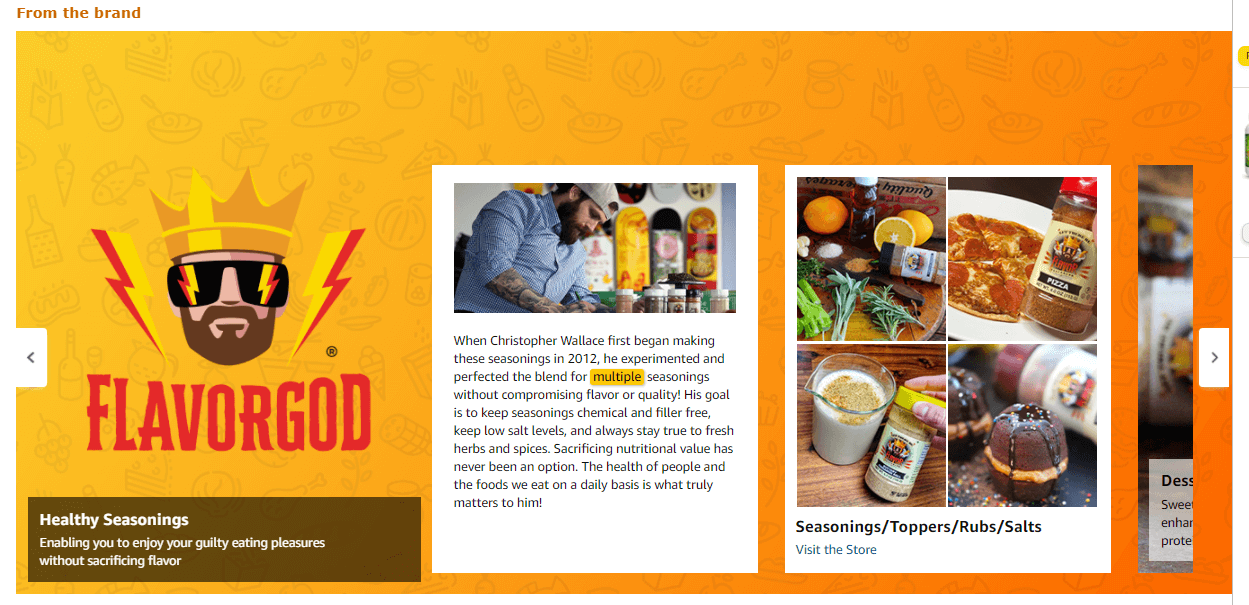 From the brand
®
FLAVORGOD
Healthy Seasonings
Enabling you to enjoy your guilty eating pleasures
without sacrificing flavor
When Christopher Wallace first began making
these seasonings in 2012, he experimented and
perfected the blend for multiple seasonings
without compromising flavor or quality! His goal
is to keep seasonings chemical and filler free,
keep low salt levels, and always stay true to fresh
herbs and spices. Sacrificing nutritional value has
never been an option. The health of people and
the foods we eat on a daily basis is what truly
matters to him!
Quality
PIZZA
Seasonings/Toppers/Rubs/Salts
Visit the Store
Dess
Sweet
enhan
prote